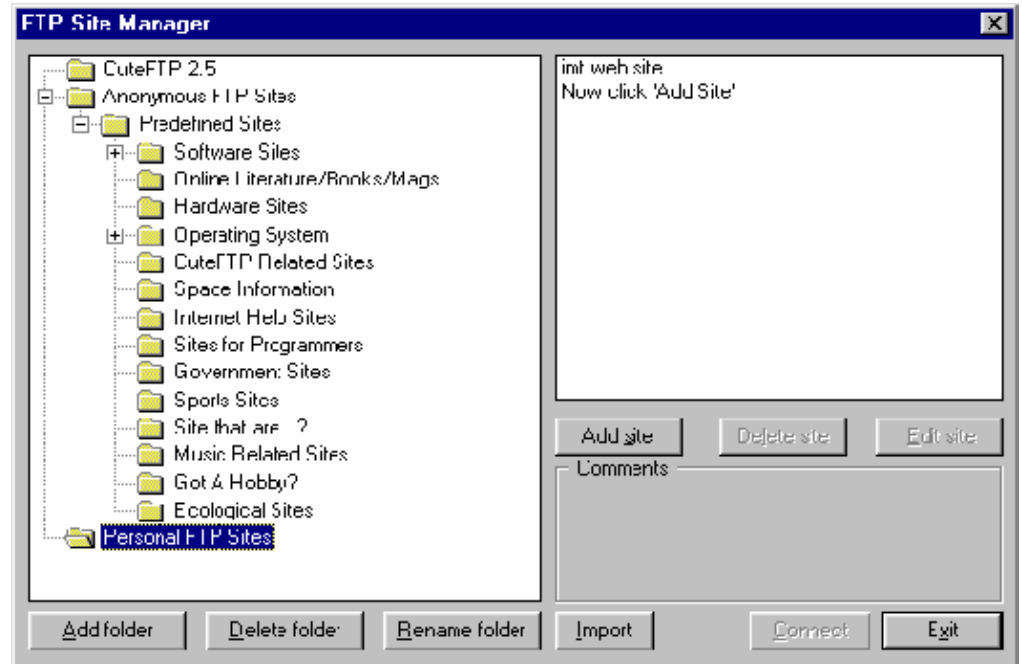 FTP Site Manager
CuteFTP 2.5
Anonymous FTP Sites
Predefined Sites
Software Sites
Online Literature/Books/Mags
Hardware Sites
Operating System
CuteFTP Related Sites
Space Information
Internet Help Sites
Sites for Programmers
Government Sites
Sports Sites
Site that are...?
Music Related Sites
Got A Hobby?
Ecological Sites
Personal FTP Sites
imt web site
Now click 'Add Site'
Add site
Delete site
Edit site
Comments
Add folder
Delete folder
Rename folder
Import
Connect
Exit